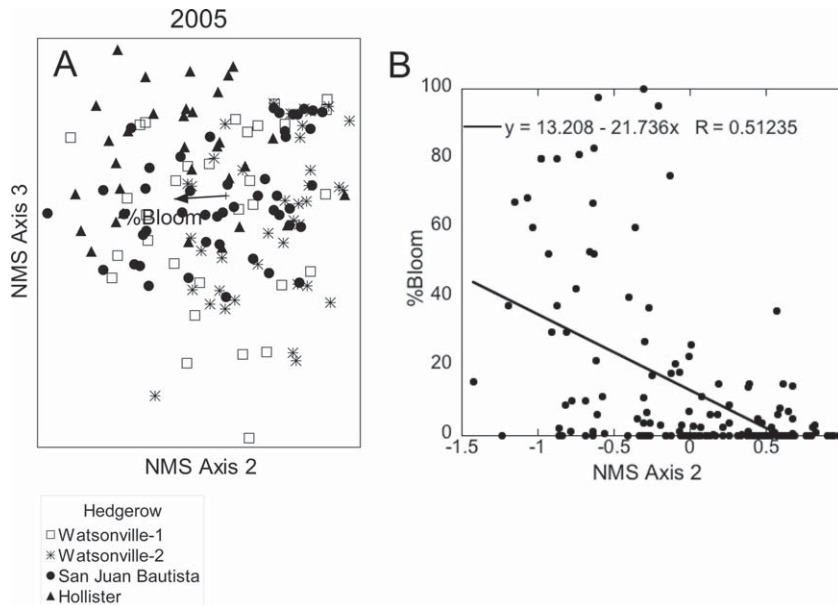 2005
A
%Bloom
NMS Axis 3
NMS Axis 2
Hedgerow
Watsonville-1
Watsonville-2
San Juan Bautista
Hollister
B
y = 13.208 - 21.736x R = 0.51235
%Bloom
100
80
60
40
20
0
-1.5 -1 -0.5 0 0.5
NMS Axis 2